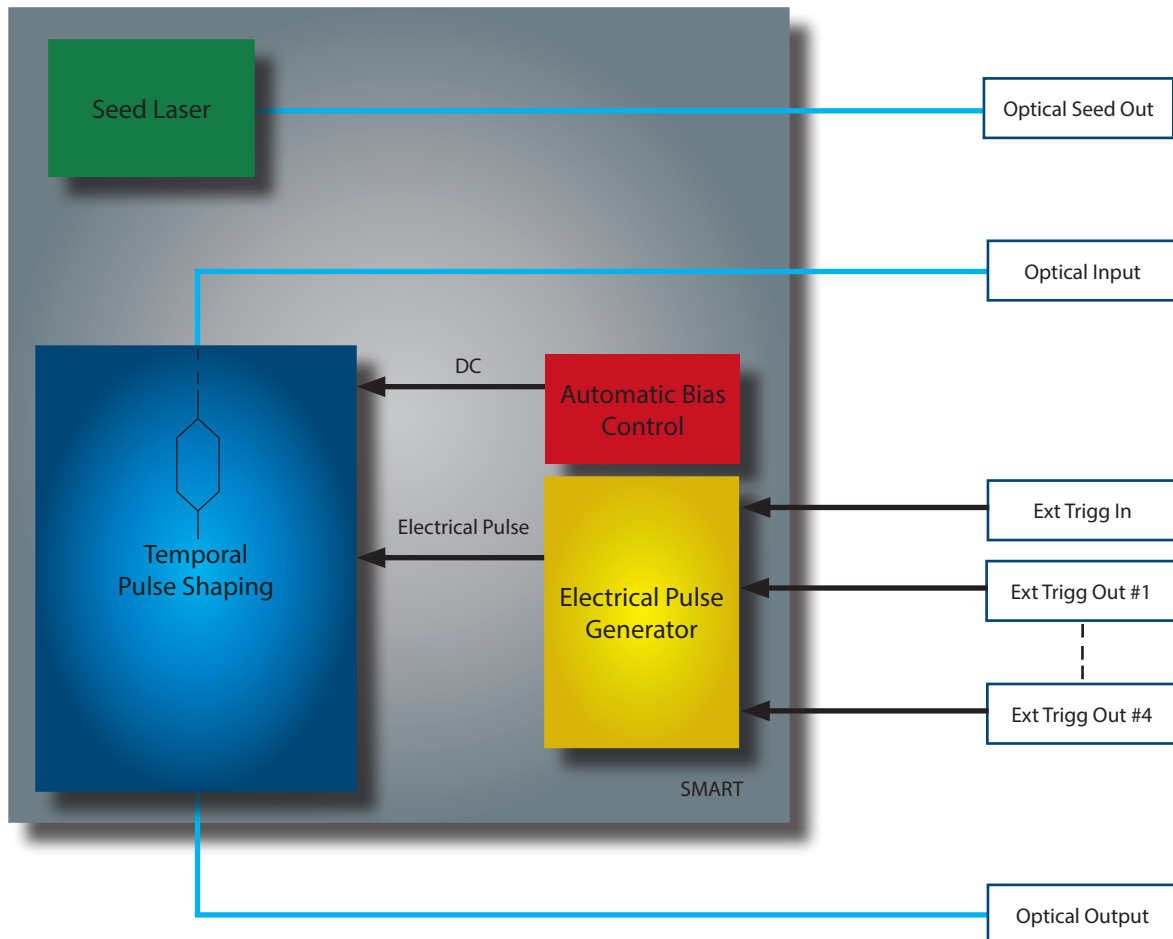 Seed Laser
Optical Seed Out
Optical Input
DC
Automatic Bias
Control
Ext Trigg In
Electrical Pulse
Temporal
Pulse Shaping
Electrical Pulse
Generator
Ext Trigg Out #1
Ext Trigg Out #4
SMART
Optical Output